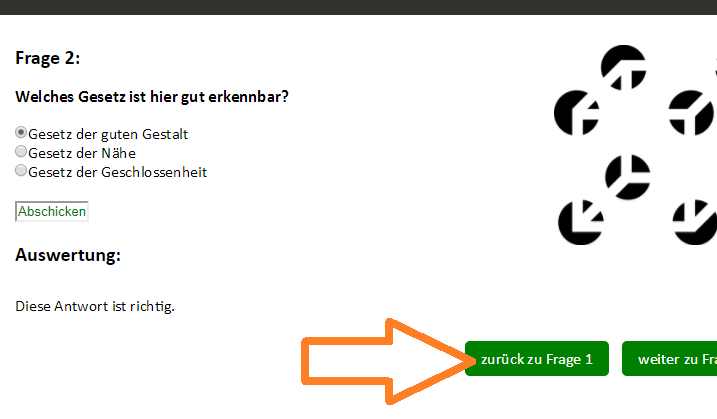 Frage 2:
Welches Gesetz ist hier gut erkennbar?
Gesetz der guten Gestalt
Gesetz der Nähe
Gesetz der Geschlossenheit
Abschicken
Auswertung:
Diese Antwort ist richtig.
zurück zu Frage 1
weiter zu